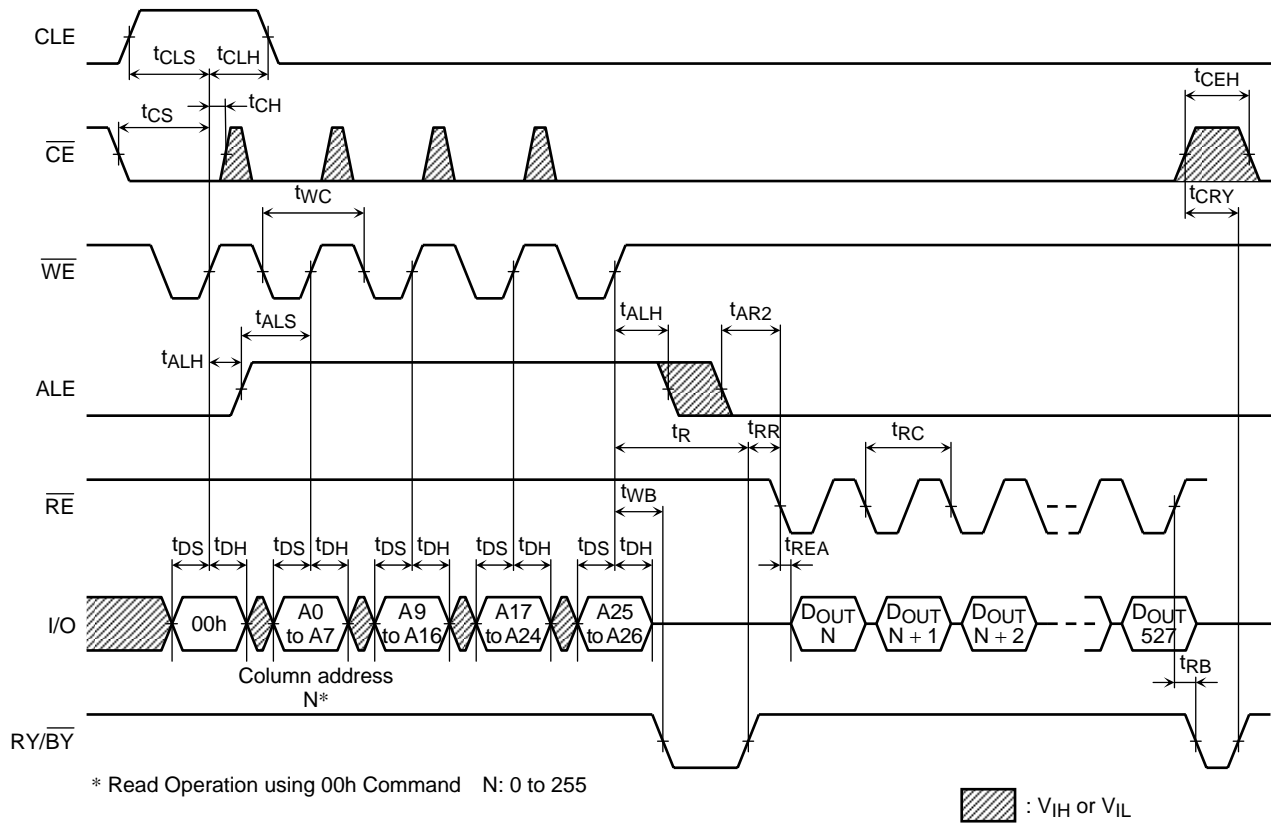 CLE
tCLS tCLH
tCEH
tCS tCH
CE
tWC
tCRY
WE
tALS
tALH
tAR2
tALH
ALE
tR
tRR
tRC
RE
tWB
tDS tDH tDS tDH tDS tDH tDS tDH tDS tDH
tREA
I/O
00h
A0
to A7
A9
to A16
A17
to A24
A25
to A26
DOUT
N
DOUT
N + 1
DOUT
N + 2
DOUT
527
Column address
N*
tRB
RY/BY
* Read Operation using 00h Command N: 0 to 255
: VIH or VIL